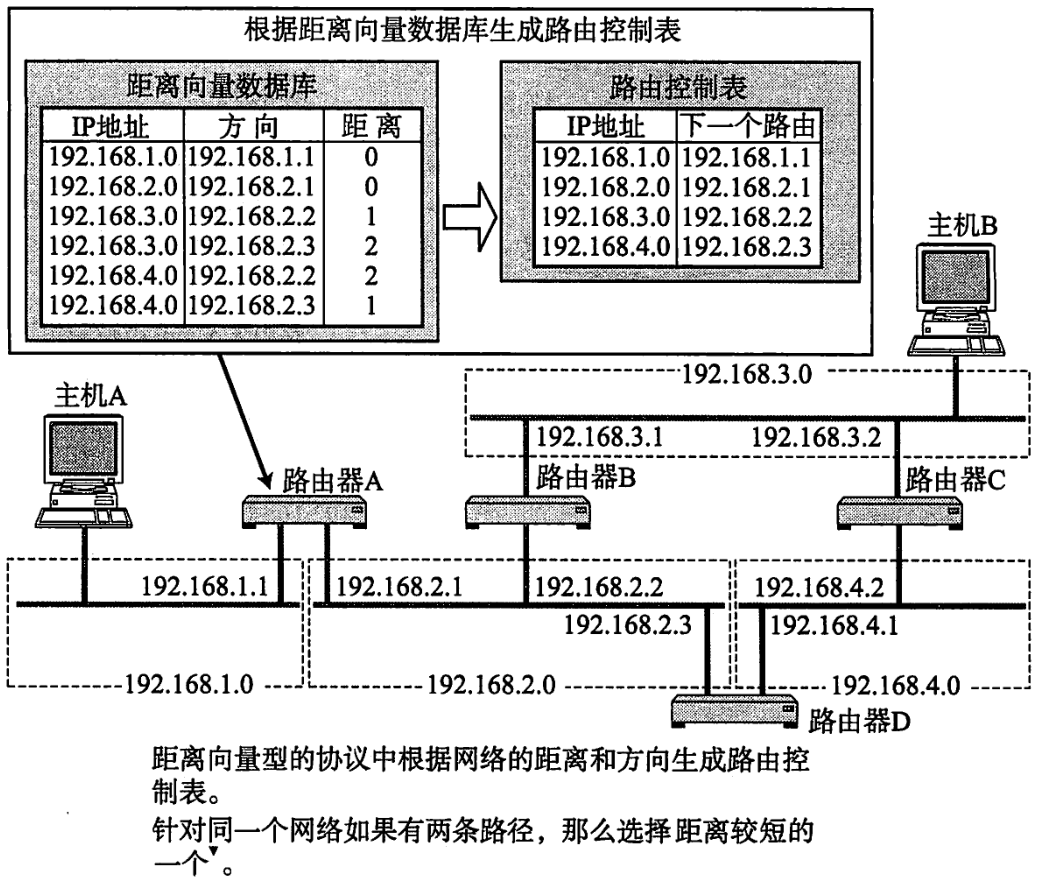 根据距离向量数据库生成路由控制表
距离向量数据库
IP地址 方向 距离
192.168.1.0 192.168.1.1 0
192.168.2.0 192.168.2.1 0
192.168.3.0 192.168.2.2 1
192.168.3.0 192.168.2.3 2
192.168.4.0 192.168.2.2 2
192.168.4.0 192.168.2.3 1
路由控制表
IP地址 下一个路由
192.168.1.0 192.168.1.1
192.168.2.0 192.168.2.1
192.168.3.0 192.168.2.2
192.168.4.0 192.168.2.3
主机B
192.168.3.0
主机A
192.168.3.1 192.168.3.2
路由器A 路由器B 路由器C
192.168.1.1 192.168.2.1 192.168.2.2 192.168.4.2
192.168.2.3 192.168.4.1
192.168.1.0 192.168.2.0 192.168.4.0
路由器D
距离向量型的协议中根据网络的距离和方向生成路由控
制表。
针对同一个网络如果有两条路径，那么选择距离较短的
一个▼。